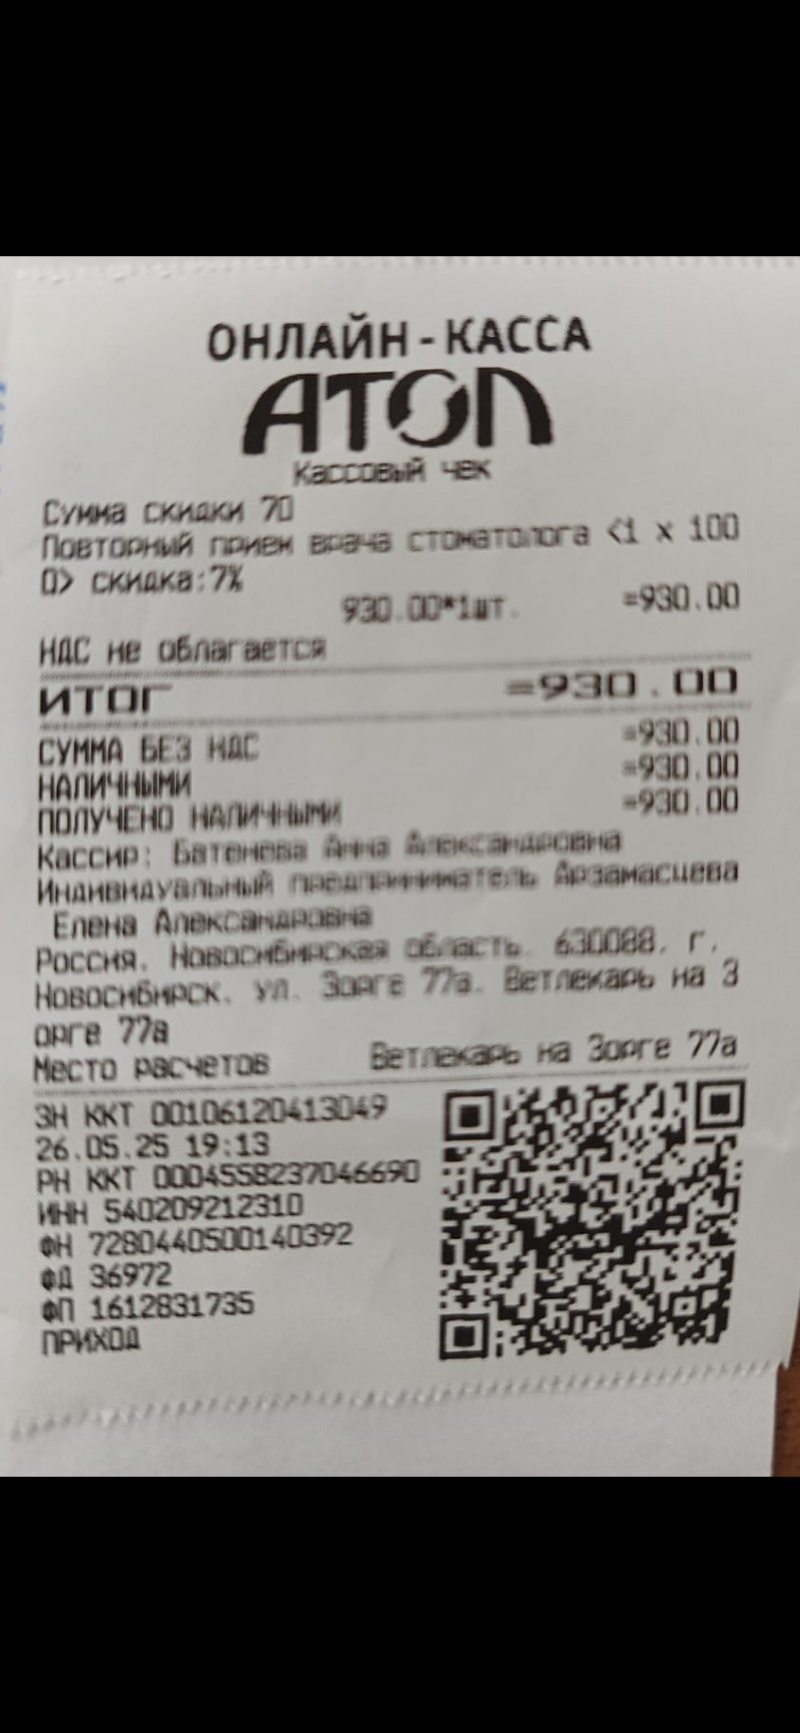 ОНЛАЙН-КАССА
АТОЛ
Кассовый чек
Сумма скидки 70
Повторный прием врача стоматолога <1 x 100
0> скидка:7%
930.00*1шт. =930.00
НДС не облагается
ИТОГ =930.00
СУММА БЕЗ НДС =930.00
НАЛИЧНЫМИ =930.00
ПОЛУЧЕНО НАЛИЧНЫМИ =930.00
Кассир: Батенева Анна Александровна
Индивидуальный предприниматель Арзамасцева
Елена Александровна
Россия, Новосибирская область, 630088, г.
Новосибирск, ул. Зорге 77а, Ветлекарь на З
орге 77а
Место расчетов Ветлекарь на Зорге 77а
ЗН ККТ 00106120413049
26.05.25 19:13
РН ККТ 0004558237046690
ИНН 540209212310
ФН 7280440500140392
ФД 36972
ФП 1612831735
ПРИХОД